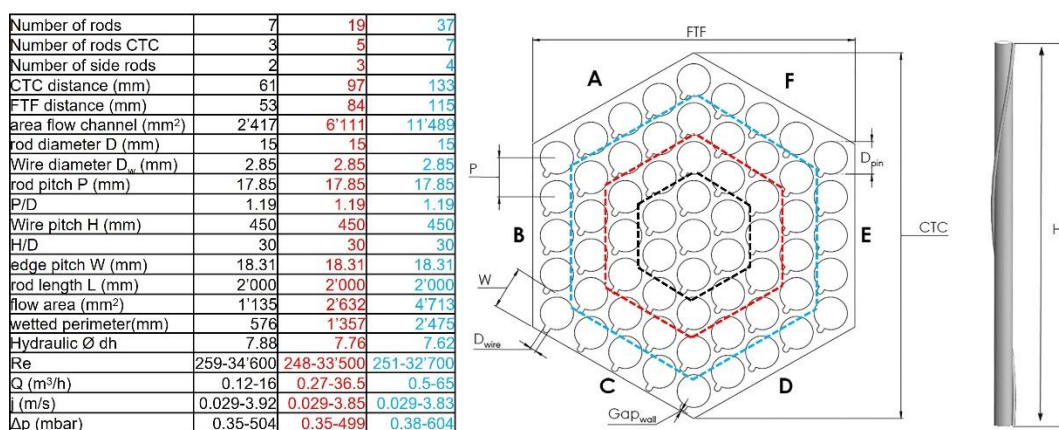 Number of rods 7 19 37
Number of rods CTC 3 5 7
Number of side rods 2 3 4
CTC distance (mm) 61 97 133
FTF distance (mm) 53 84 115
area flow channel (mm²) 2'417 6'111 11'489
rod diameter D (mm) 15 15 15
Wire diameter Dw (mm) 2.85 2.85 2.85
rod pitch P (mm) 17.85 17.85 17.85
P/D 1.19 1.19 1.19
Wire pitch H (mm) 450 450 450
H/D 30 30 30
edge pitch W (mm) 18.31 18.31 18.31
rod length L (mm) 2'000 2'000 2'000
flow area (mm²) 1'135 2'632 4'713
wetted perimeter(mm) 576 1'357 2'475
Hydraulic Ø dh 7.88 7.76 7.62
Re 259-34'600 248-33'500 251-32'700
Q (m³/h) 0.12-16 0.27-36.5 0.5-65
j (m/s) 0.029-3.92 0.029-3.85 0.029-3.83
Δp (mbar) 0.35-504 0.35-499 0.38-604
FTF
A F
P
Dpin
B E
CTC
H
W
Dwire
C D
Gapwall